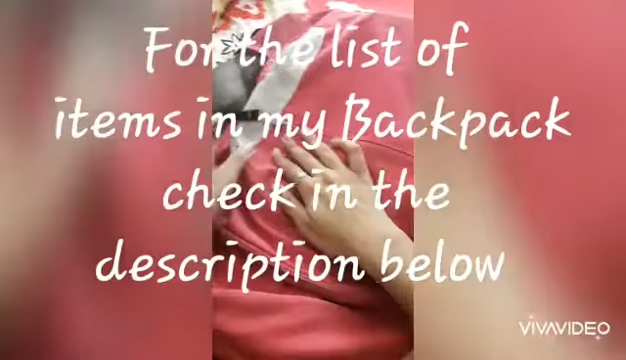 For the list of
items in my Backpack
check in the
description below
VIVAVIDEO